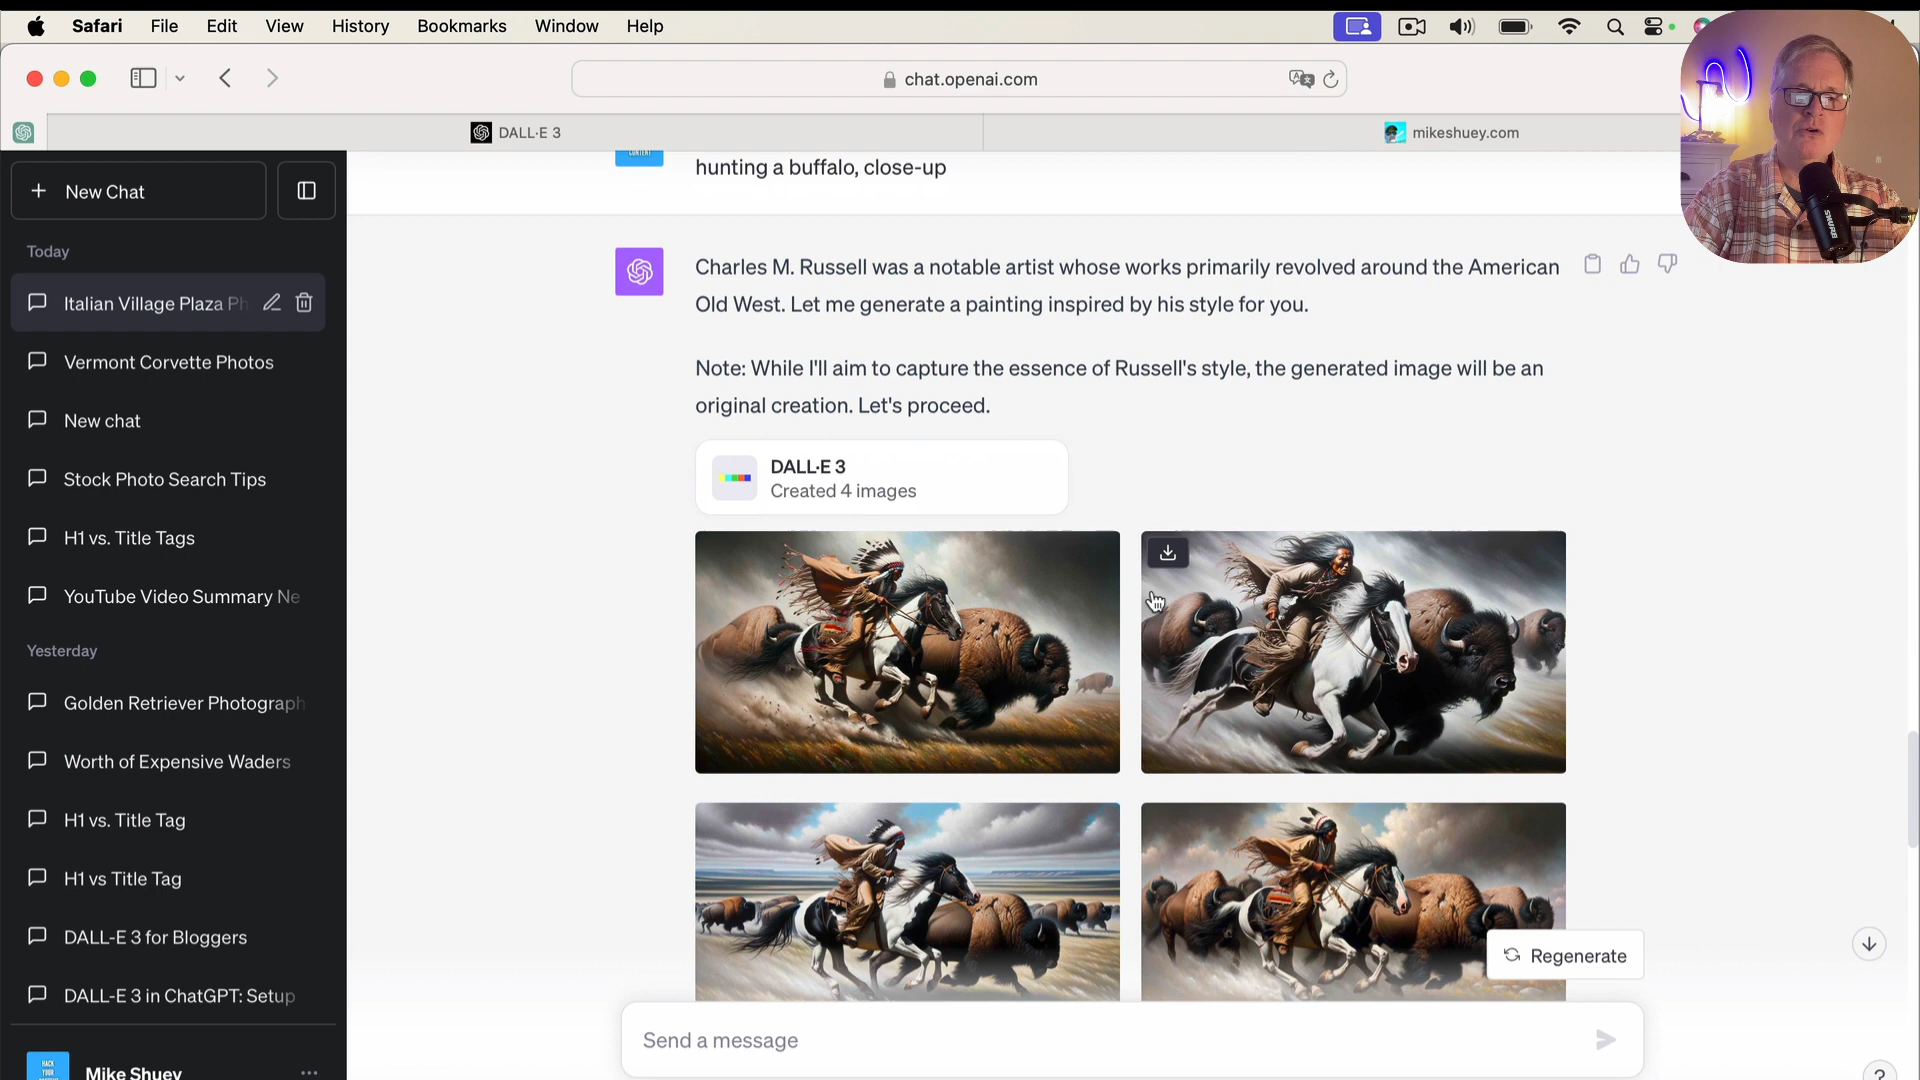 Safari File Edit View History Bookmarks Window Help
chat.openai.com
DALL·E 3
mikeshuey.com
New Chat
Today
Italian Village Plaza Ph
Vermont Corvette Photos
New chat
Stock Photo Search Tips
H1 vs. Title Tags
YouTube Video Summary Ne
Yesterday
Golden Retriever Photograph
Worth of Expensive Waders
H1 vs. Title Tag
H1 vs Title Tag
DALL-E 3 for Bloggers
DALL-E 3 in ChatGPT: Setup
HACK
YOUR
Mike Shuey
CONTENT
hunting a buffalo, close-up
Charles M. Russell was a notable artist whose works primarily revolved around the American
Old West. Let me generate a painting inspired by his style for you.
Note: While I'll aim to capture the essence of Russell's style, the generated image will be an
original creation. Let's proceed.
DALL·E 3
Created 4 images
Regenerate
Send a message
?
SHURE